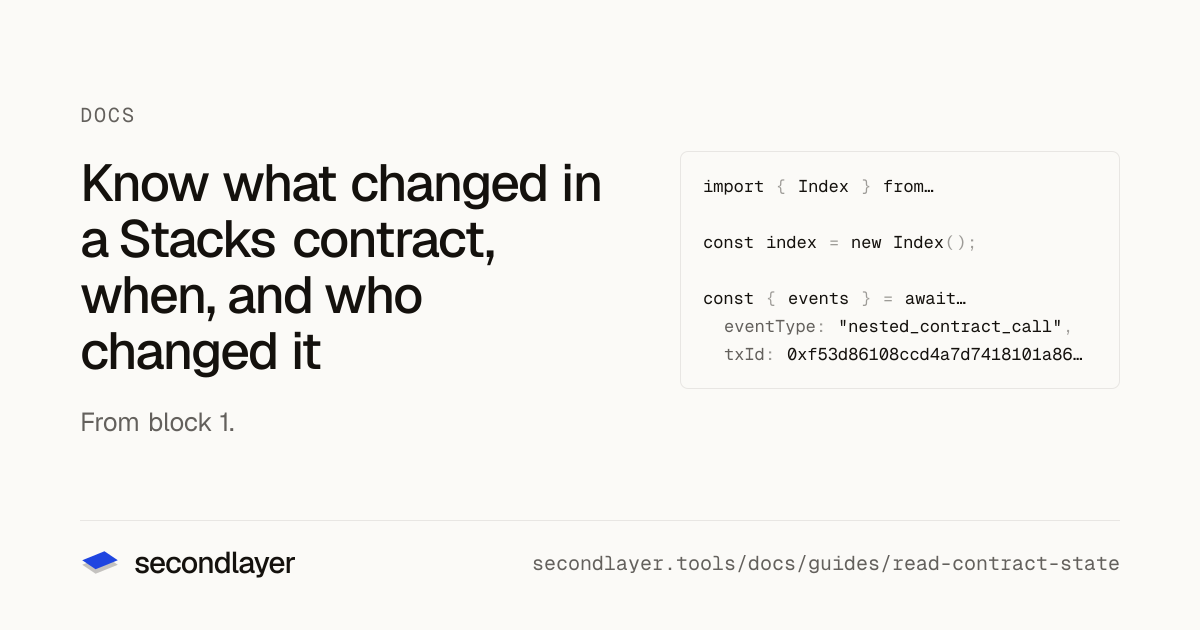 DOCS
Know what changed in
a Stacks contract,
when, and who
changed it
From block 1.
import { Index } from…
const index = new Index();
const { events } = await…
eventType: "nested_contract_call",
txId: 0xf53d86108ccd4a7d7418101a86…
secondlayer
secondlayer.tools/docs/guides/read-contract-state